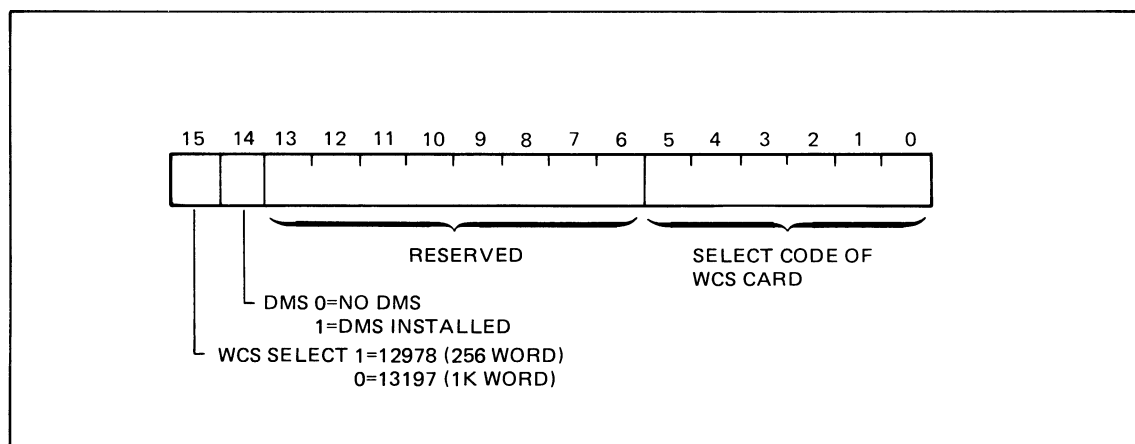 15 14 13 12 11 10 9 8 7 6 5 4 3 2 1 0
RESERVED
SELECT CODE OF
WCS CARD
DMS 0=NO DMS
1=DMS INSTALLED
WCS SELECT 1=12978 (256 WORD)
0=13197 (1K WORD)